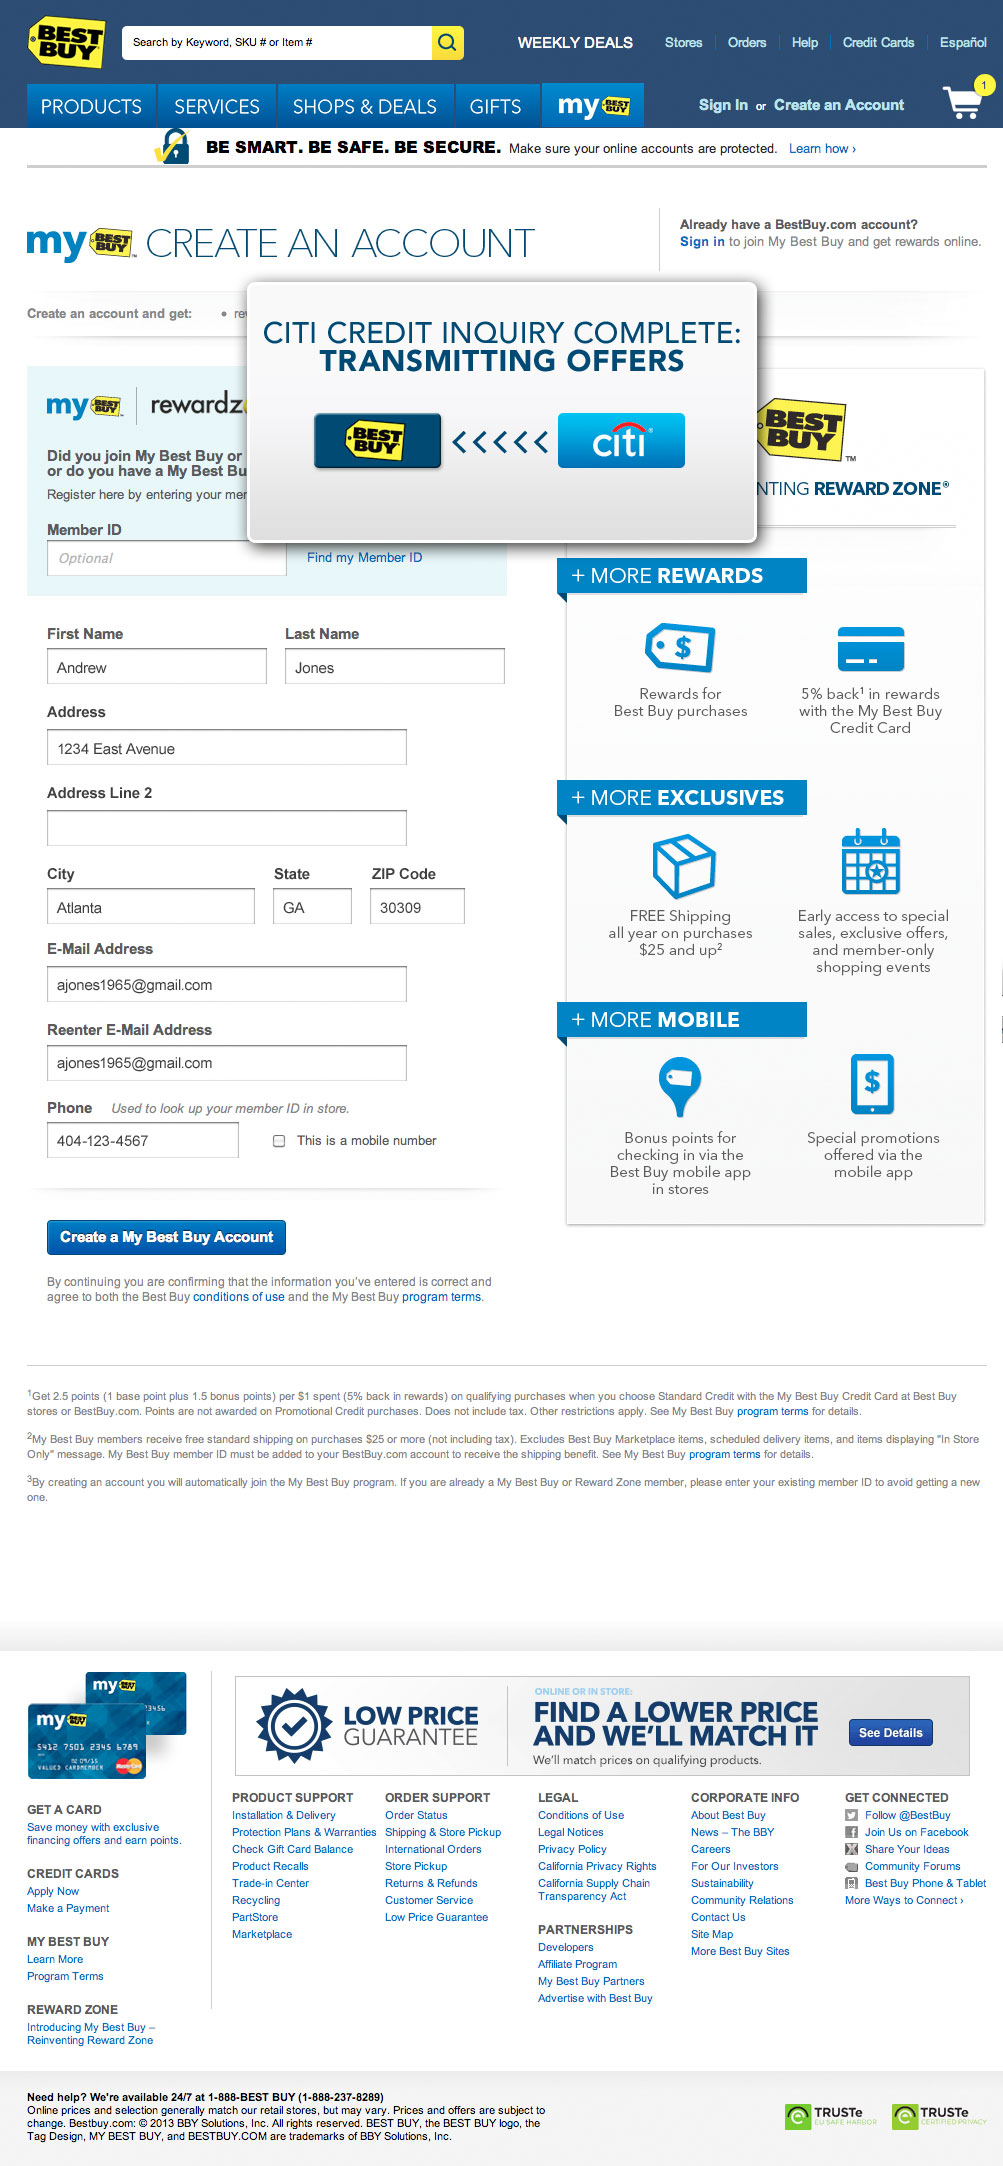 BEST BUY
Search by Keyword, SKU # or Item #
WEEKLY DEALS
Stores
Orders
Help
Credit Cards
Español
PRODUCTS
SERVICES
SHOPS & DEALS
GIFTS
my BEST BUY
Sign In or Create an Account
1
BE SMART. BE SAFE. BE SECURE. Make sure your online accounts are protected. Learn how ›
my BEST BUY™ CREATE AN ACCOUNT
Already have a BestBuy.com account?
Sign in to join My Best Buy and get rewards online.
Create an account and get:
CITI CREDIT INQUIRY COMPLETE:
TRANSMITTING OFFERS
BEST BUY
citi®
my BEST BUY
Did you join My Best Buy or
or do you have a My Best
Register here by entering your
Member ID
Optional
Find my Member ID
First Name
Last Name
Andrew
Jones
Address
1234 East Avenue
Address Line 2
City
State
ZIP Code
Atlanta
GA
30309
E-Mail Address
ajones1965@gmail.com
Reenter E-Mail Address
ajones1965@gmail.com
Phone Used to look up your member ID in store.
404-123-4567
This is a mobile number
Create a My Best Buy Account
By continuing you are confirming that the information you've entered is correct and
agree to both the Best Buy conditions of use and the My Best Buy program terms.
BEST BUY™
REWARD ZONE®
+ MORE REWARDS
Rewards for
Best Buy purchases
5% back¹ in rewards
with the My Best Buy
Credit Card
+ MORE EXCLUSIVES
FREE Shipping
all year on purchases
$25 and up²
Early access to special
sales, exclusive offers,
and member-only
shopping events
+ MORE MOBILE
Bonus points for
checking in via the
Best Buy mobile app
in stores
Special promotions
offered via the
mobile app
¹Get 2.5 points (1 base point plus 1.5 bonus points) per $1 spent (5% back in rewards) on qualifying purchases when you choose Standard Credit with the My Best Buy Credit Card at Best Buy
stores or BestBuy.com. Points are not awarded on Promotional Credit purchases. Does not include tax. Other restrictions apply. See My Best Buy program terms for details.
²My Best Buy members receive free standard shipping on purchases $25 or more (not including tax). Excludes Best Buy Marketplace items, scheduled delivery items, and items displaying "In Store
Only" message. My Best Buy member ID must be added to your BestBuy.com account to receive the shipping benefit. See My Best Buy program terms for details.
³By creating an account you will automatically join the My Best Buy program. If you are already a My Best Buy or Reward Zone member, please enter your existing member ID to avoid getting a new
one.
my BEST BUY
3456
my BEST BUY
5412 7501 2345 6789
09/15
VALUED CARDMEMBER
MasterCard
GET A CARD
Save money with exclusive
financing offers and earn points.
CREDIT CARDS
Apply Now
Make a Payment
MY BEST BUY
Learn More
Program Terms
REWARD ZONE
Introducing My Best Buy –
Reinventing Reward Zone
LOW PRICE
GUARANTEE
ONLINE OR IN STORE:
FIND A LOWER PRICE
AND WE'LL MATCH IT
We'll match prices on qualifying products.
See Details
PRODUCT SUPPORT
Installation & Delivery
Protection Plans & Warranties
Check Gift Card Balance
Product Recalls
Trade-in Center
Recycling
PartStore
Marketplace
ORDER SUPPORT
Order Status
Shipping & Store Pickup
International Orders
Store Pickup
Returns & Refunds
Customer Service
Low Price Guarantee
LEGAL
Conditions of Use
Legal Notices
Privacy Policy
California Privacy Rights
California Supply Chain
Transparency Act
PARTNERSHIPS
Developers
Affiliate Program
My Best Buy Partners
Advertise with Best Buy
CORPORATE INFO
About Best Buy
News – The BBY
Careers
For Our Investors
Sustainability
Community Relations
Contact Us
Site Map
More Best Buy Sites
GET CONNECTED
Follow @BestBuy
Join Us on Facebook
Share Your Ideas
Community Forums
Best Buy Phone & Tablet
More Ways to Connect ›
Need help? We're available 24/7 at 1-888-BEST BUY (1-888-237-8289)
Online prices and selection generally match our retail stores, but may vary. Prices and offers are subject to
change. Bestbuy.com: © 2013 BBY Solutions, Inc. All rights reserved. BEST BUY, the BEST BUY logo, the
Tag Design, MY BEST BUY, and BESTBUY.COM are trademarks of BBY Solutions, Inc.
TRUSTe
EU SAFE HARBOR
TRUSTe
CERTIFIED PRIVACY